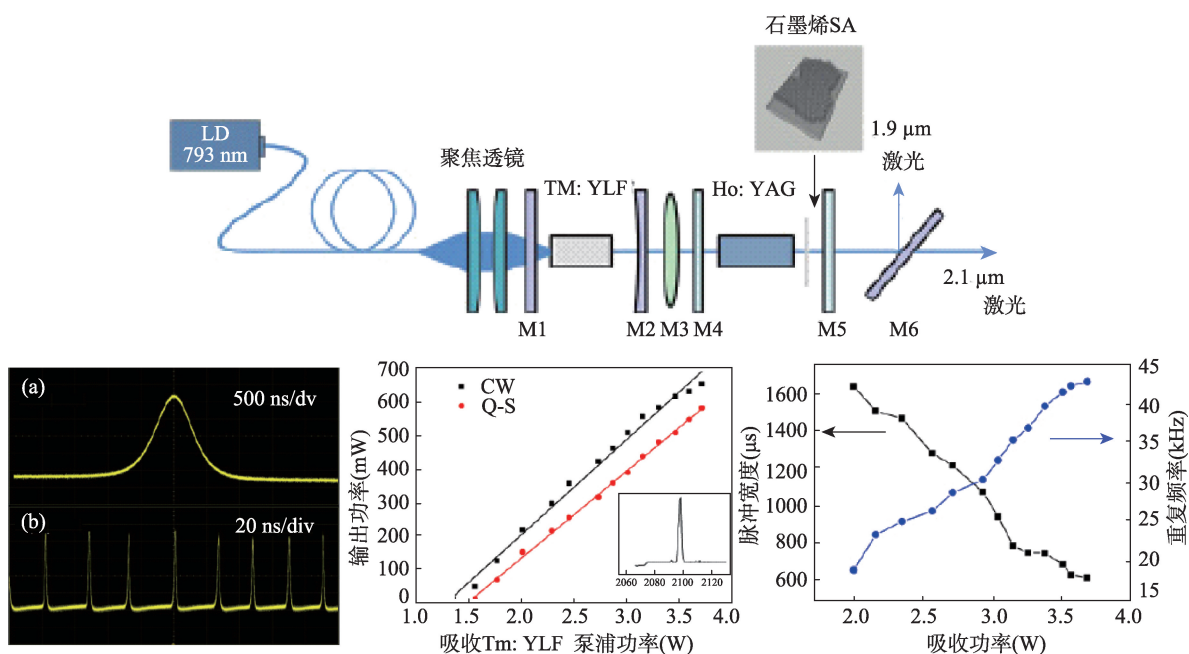 石墨烯SA
LD
793 nm
聚焦透镜
TM: YLF
Ho: YAG
1.9 μm
激光
2.1 μm
激光
M1
M2
M3
M4
M5
M6
(a)
500 ns/dv
(b)
20 ns/div
700
600
500
400
300
200
100
0
输出功率(mW)
CW
Q-S
2060
2100
2120
1.0
1.5
2.0
2.5
3.0
3.5
4.0
吸收Tm: YLF 泵浦功率(W)
1600
1400
1200
1000
800
600
脉冲宽度(μs)
45
40
35
30
25
20
15
重复频率(kHz)
2.0
2.5
3.0
3.5
4.0
吸收功率(W)